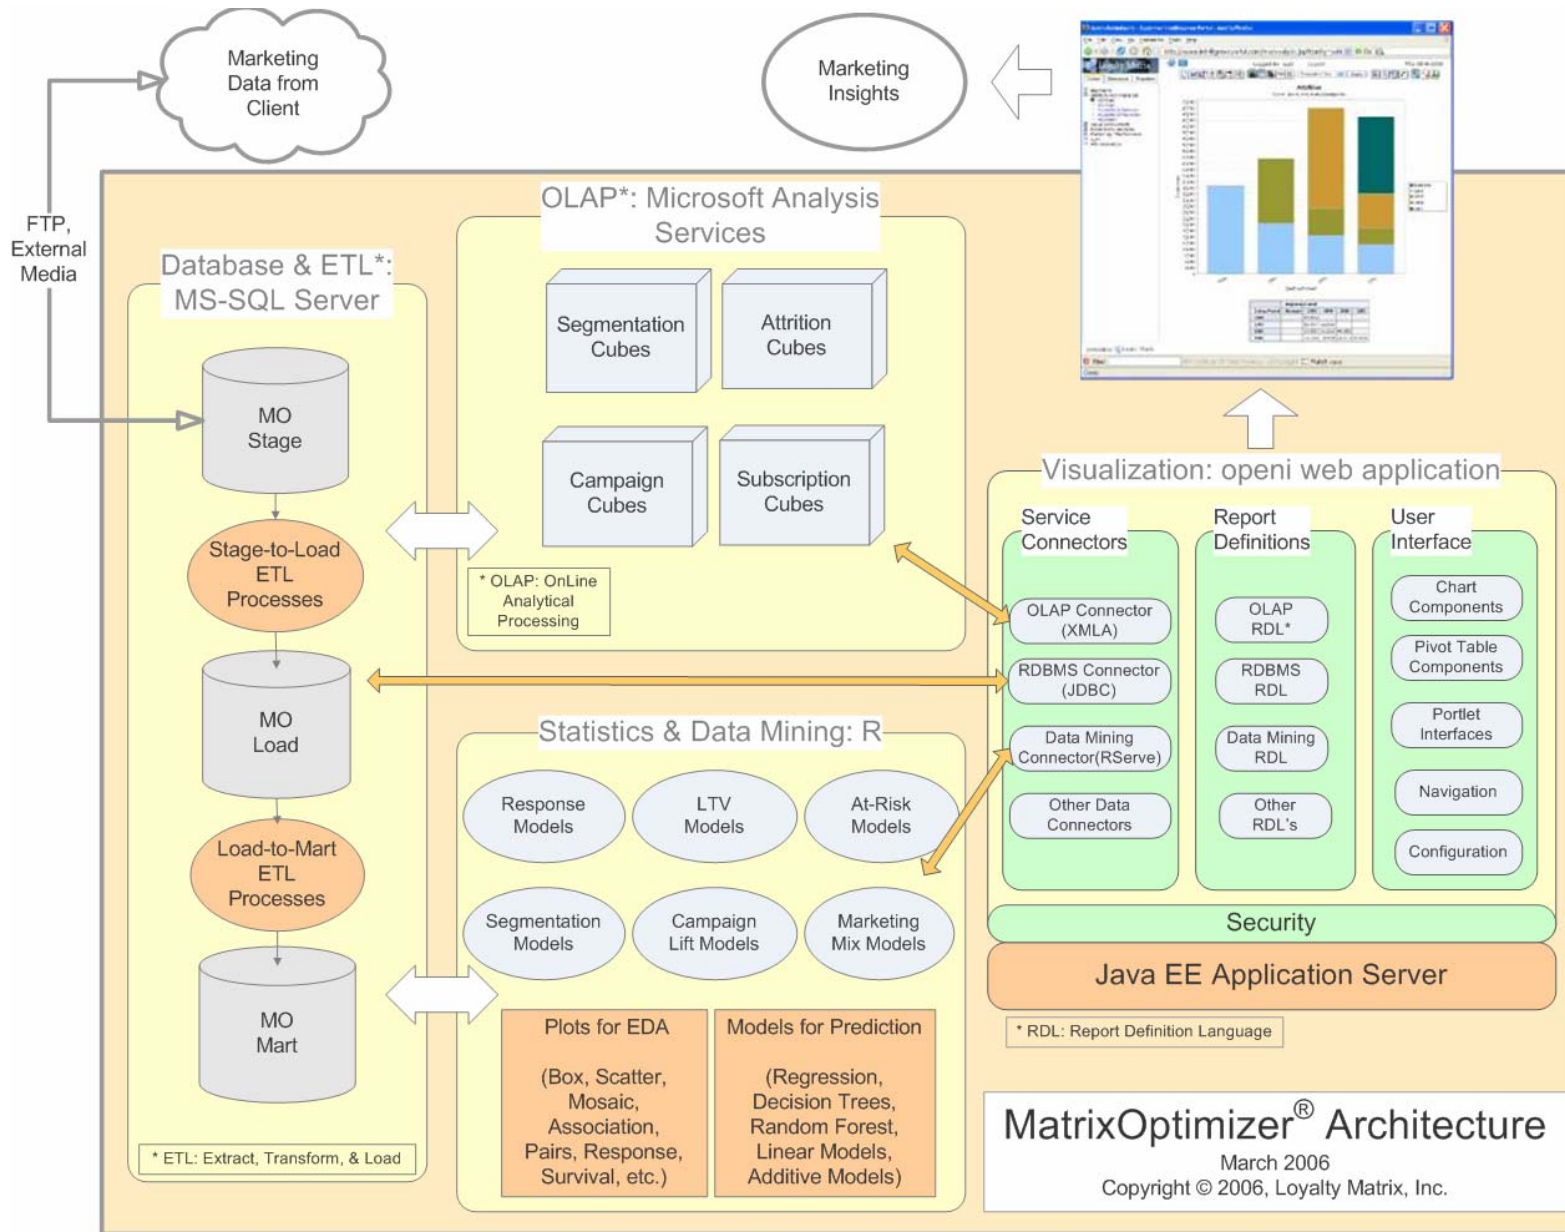 Marketing
Data from
Client
Marketing
Insights
Loyalty Matrix
FTP,
External
Media
Database & ETL*:
MS-SQL Server
MO
Stage
Stage-to-Load
ETL
Processes
MO
Load
Load-to-Mart
ETL
Processes
MO
Mart
* ETL: Extract, Transform, & Load
OLAP*: Microsoft Analysis
Services
Segmentation
Cubes
Attrition
Cubes
Campaign
Cubes
Subscription
Cubes
* OLAP: OnLine
Analytical
Processing
Statistics & Data Mining: R
Response
Models
LTV
Models
At-Risk
Models
Segmentation
Models
Campaign
Lift Models
Marketing
Mix Models
Plots for EDA
(Box, Scatter,
Mosaic,
Association,
Pairs, Response,
Survival, etc.)
Models for Prediction
(Regression,
Decision Trees,
Random Forest,
Linear Models,
Additive Models)
Visualization: openi web application
Service
Connectors
OLAP Connector
(XMLA)
RDBMS Connector
(JDBC)
Data Mining
Connector(RServe)
Other Data
Connectors
Report
Definitions
OLAP
RDL*
RDBMS
RDL
Data Mining
RDL
Other
RDL's
User
Interface
Chart
Components
Pivot Table
Components
Portlet
Interfaces
Navigation
Configuration
Security
Java EE Application Server
* RDL: Report Definition Language
MatrixOptimizer® Architecture
March 2006
Copyright © 2006, Loyalty Matrix, Inc.